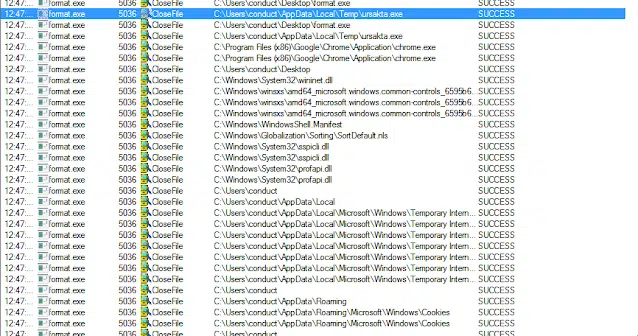 12:47:... format.exe 5036 CloseFile C:\Users\conduct\Desktop\format.exe SUCCESS
12:47:... format.exe 5036 CloseFile C:\Users\conduct\AppData\Local\Temp\ursakta.exe SUCCESS
12:47:... format.exe 5036 CloseFile C:\Users\conduct\Desktop\format.exe SUCCESS
12:47:... format.exe 5036 CloseFile C:\Users\conduct\AppData\Local\Temp\ursakta.exe SUCCESS
12:47:... format.exe 5036 CloseFile C:\Program Files (x86)\Google\Chrome\Application\chrome.exe SUCCESS
12:47:... format.exe 5036 CloseFile C:\Program Files (x86)\Google\Chrome\Application\chrome.exe SUCCESS
12:47:... format.exe 5036 CloseFile C:\Users\conduct\Desktop SUCCESS
12:47:... format.exe 5036 CloseFile C:\Windows\System32\wininet.dll SUCCESS
12:47:... format.exe 5036 CloseFile C:\Windows\winsxs\amd64_microsoft.windows.common-controls_6595b6... SUCCESS
12:47:... format.exe 5036 CloseFile C:\Windows\winsxs\amd64_microsoft.windows.common-controls_6595b6... SUCCESS
12:47:... format.exe 5036 CloseFile C:\Windows\winsxs\amd64_microsoft.windows.common-controls_6595b6... SUCCESS
12:47:... format.exe 5036 CloseFile C:\Windows\WindowsShell.Manifest SUCCESS
12:47:... format.exe 5036 CloseFile C:\Windows\Globalization\Sorting\SortDefault.nls SUCCESS
12:47:... format.exe 5036 CloseFile C:\Windows\System32\sspicli.dll SUCCESS
12:47:... format.exe 5036 CloseFile C:\Windows\System32\sspicli.dll SUCCESS
12:47:... format.exe 5036 CloseFile C:\Windows\System32\profapi.dll SUCCESS
12:47:... format.exe 5036 CloseFile C:\Windows\System32\profapi.dll SUCCESS
12:47:... format.exe 5036 CloseFile C:\Users\conduct SUCCESS
12:47:... format.exe 5036 CloseFile C:\Users\conduct\AppData\Local SUCCESS
12:47:... format.exe 5036 CloseFile C:\Users\conduct\AppData\Local\Microsoft\Windows\Temporary Intern... SUCCESS
12:47:... format.exe 5036 CloseFile C:\Users\conduct\AppData\Local\Microsoft\Windows\Temporary Intern... SUCCESS
12:47:... format.exe 5036 CloseFile C:\Users\conduct\AppData\Local\Microsoft\Windows\Temporary Intern... SUCCESS
12:47:... format.exe 5036 CloseFile C:\Users\conduct\AppData\Local\Microsoft\Windows\Temporary Intern... SUCCESS
12:47:... format.exe 5036 CloseFile C:\Users\conduct\AppData\Local\Microsoft\Windows\Temporary Intern... SUCCESS
12:47:... format.exe 5036 CloseFile C:\Users\conduct\AppData\Local\Microsoft\Windows\Temporary Intern... SUCCESS
12:47:... format.exe 5036 CloseFile C:\Users\conduct SUCCESS
12:47:... format.exe 5036 CloseFile C:\Users\conduct\AppData\Roaming SUCCESS
12:47:... format.exe 5036 CloseFile C:\Users\conduct\AppData\Roaming\Microsoft\Windows\Cookies SUCCESS
12:47:... format.exe 5036 CloseFile C:\Users\conduct\AppData\Roaming\Microsoft\Windows\Cookies SUCCESS